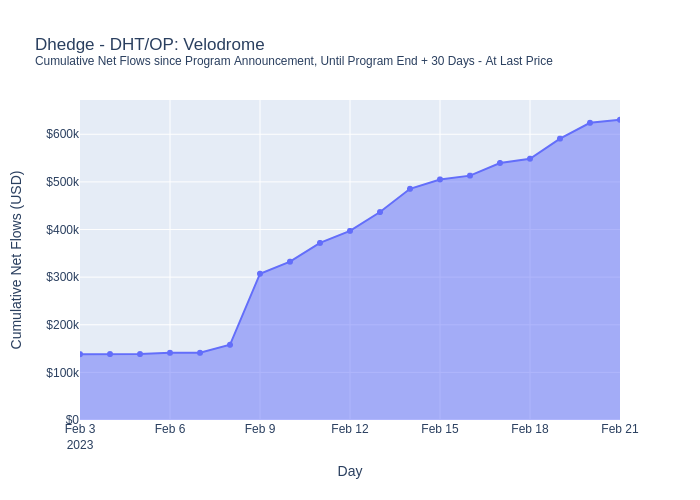 Dhedge - DHT/OP: Velodrome
Cumulative Net Flows since Program Announcement, Until Program End + 30 Days - At Last Price
Cumulative Net Flows (USD)
$600k
$500k
$400k
$300k
$200k
$100k
$0
Feb 3 Feb 6 Feb 9 Feb 12 Feb 15 Feb 18 Feb 21
2023
Day